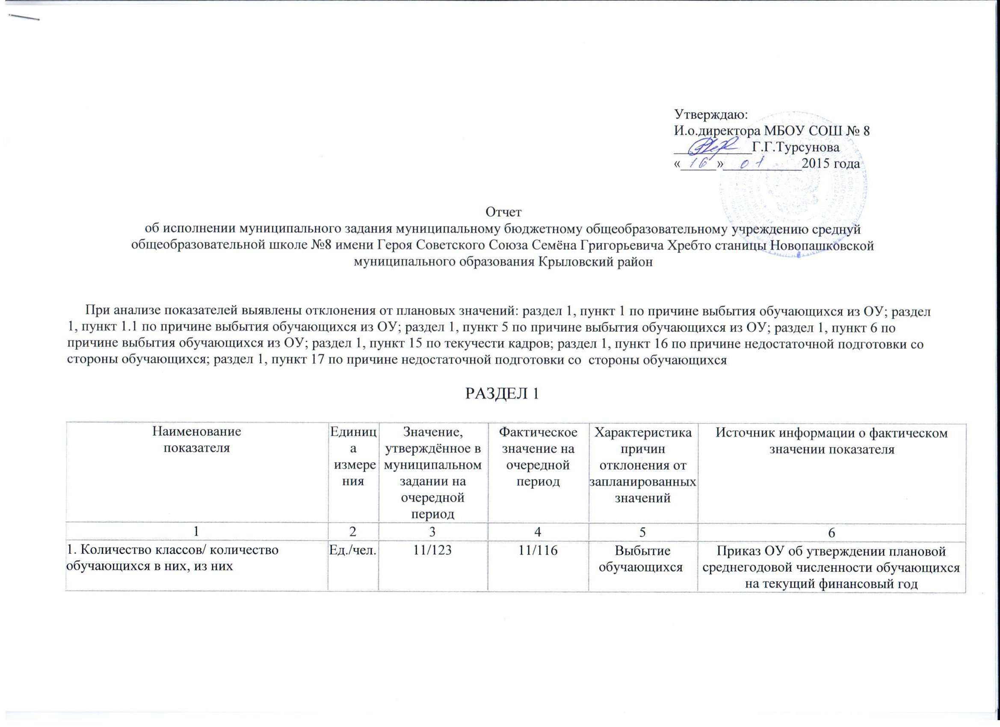 Утверждаю:
И.о.директора МБОУ СОШ № 8
___________Г.Г.Турсунова
«_16_»_01_2015 года
Отчет
об исполнении муниципального задания муниципальному бюджетному общеобразовательному учреждению среднуй
общеобразовательной школе №8 имени Героя Советского Союза Семёна Григорьевича Хребто станицы Новопашковской
муниципального образования Крыловский район
При анализе показателей выявлены отклонения от плановых значений: раздел 1, пункт 1 по причине выбытия обучающихся из ОУ; раздел
1, пункт 1.1 по причине выбытия обучающихся из ОУ; раздел 1, пункт 5 по причине выбытия обучающихся из ОУ; раздел 1, пункт 6 по
причине выбытия обучающихся из ОУ; раздел 1, пункт 15 по текучести кадров; раздел 1, пункт 16 по причине недостаточной подготовки со
стороны обучающихся; раздел 1, пункт 17 по причине недостаточной подготовки со  стороны обучающихся
РАЗДЕЛ 1
Наименование
показателя
Единиц
а
измере
ния
Значение,
утверждённое в
муниципальном
задании на
очередной
период
Фактическое
значение на
очередной
период
Характеристика
причин
отклонения от
запланированных
значений
Источник информации о фактическом
значении показателя
1 2 3 4 5 6
1. Количество классов/ количество
обучающихся в них, из них
Ед./чел.
11/123
11/116
Выбытие
обучающихся
Приказ ОУ об утверждении плановой
среднегодовой численности обучающихся
на текущий финансовый год